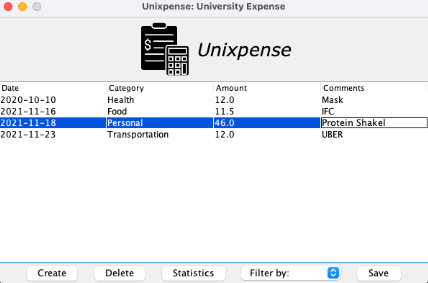 Unixpense: University Expense
$
Unixpense
Date Category Amount Comments
2020-10-10 Health 12.0 Mask
2021-11-16 Food 11.5 IFC
2021-11-18 Personal 46.0 Protein Shakel
2021-11-23 Transportation 12.0 UBER
Create Delete Statistics Filter by: Save